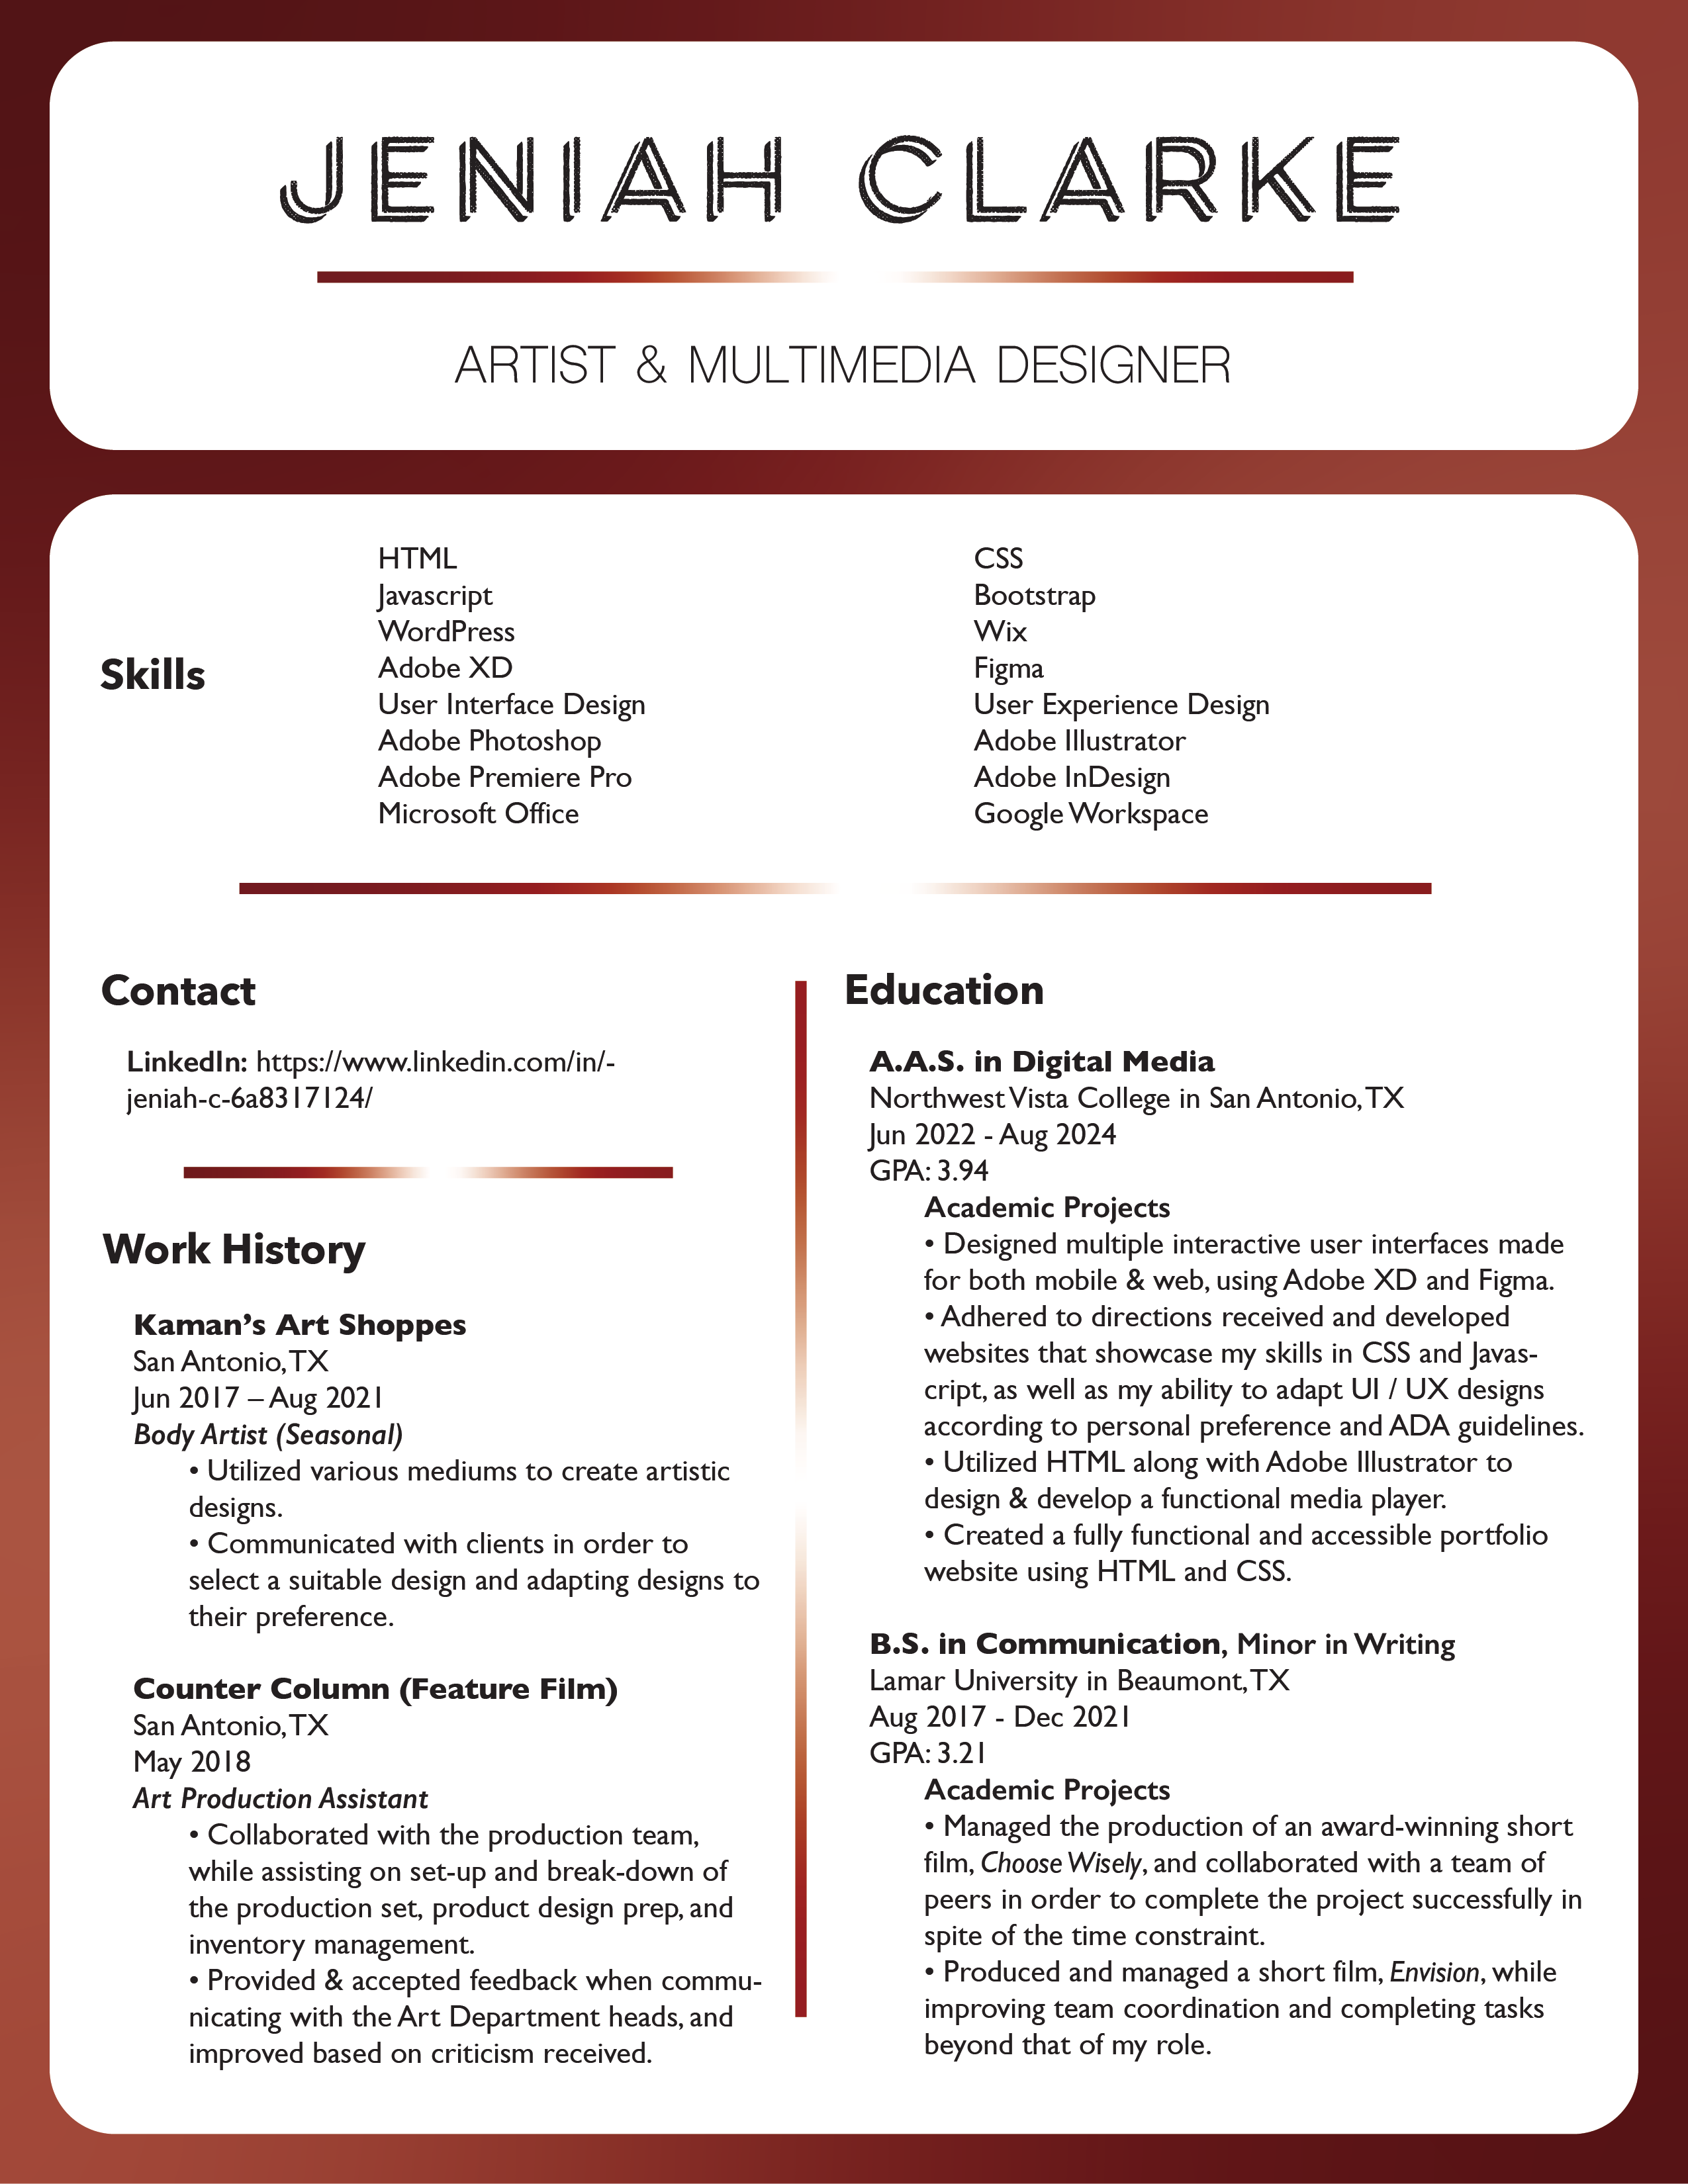 JENIAH CLARKE
ARTIST & MULTIMEDIA DESIGNER
Skills
HTML
Javascript
WordPress
Adobe XD
User Interface Design
Adobe Photoshop
Adobe Premiere Pro
Microsoft Office
CSS
Bootstrap
Wix
Figma
User Experience Design
Adobe Illustrator
Adobe InDesign
Google Workspace
Contact
LinkedIn: https://www.linkedin.com/in/-
jeniah-c-6a8317124/
Work History
Kaman’s Art Shoppes
San Antonio, TX
Jun 2017 – Aug 2021
Body Artist (Seasonal)
• Utilized various mediums to create artistic
designs.
• Communicated with clients in order to
select a suitable design and adapting designs to
their preference.
Counter Column (Feature Film)
San Antonio, TX
May 2018
Art Production Assistant
• Collaborated with the production team,
while assisting on set-up and break-down of
the production set, product design prep, and
inventory management.
• Provided & accepted feedback when commu-
nicating with the Art Department heads, and
improved based on criticism received.
Education
A.A.S. in Digital Media
Northwest Vista College in San Antonio, TX
Jun 2022 - Aug 2024
GPA: 3.94
Academic Projects
• Designed multiple interactive user interfaces made
for both mobile & web, using Adobe XD and Figma.
• Adhered to directions received and developed
websites that showcase my skills in CSS and Javas-
cript, as well as my ability to adapt UI / UX designs
according to personal preference and ADA guidelines.
• Utilized HTML along with Adobe Illustrator to
design & develop a functional media player.
• Created a fully functional and accessible portfolio
website using HTML and CSS.
B.S. in Communication, Minor in Writing
Lamar University in Beaumont, TX
Aug 2017 - Dec 2021
GPA: 3.21
Academic Projects
• Managed the production of an award-winning short
film, Choose Wisely, and collaborated with a team of
peers in order to complete the project successfully in
spite of the time constraint.
• Produced and managed a short film, Envision, while
improving team coordination and completing tasks
beyond that of my role.